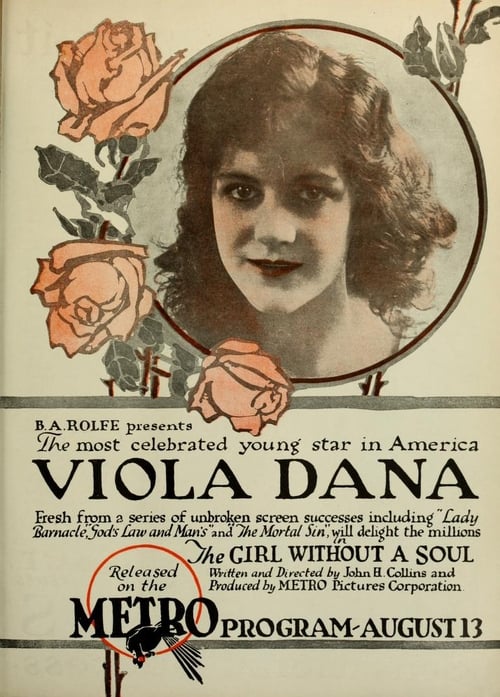 B.A. ROLFE presents
The most celebrated young star in America
VIOLA DANA
Fresh from a series of unbroken screen successes including "Lady
Barnacle", "God's Law and Man's" and "The Mortal Sin", will delight the millions
in
The GIRL WITHOUT A SOUL
Written and Directed by John H. Collins and
Produced by METRO Pictures Corporation
Released
on the
METRO PROGRAM-AUGUST 13